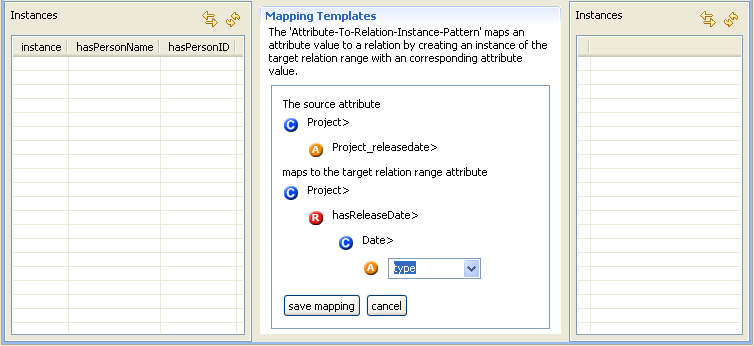 Instances
instance hasPersonName hasPersonID
Mapping Templates
The 'Attribute-To-Relation-Instance-Pattern' maps an
attribute value to a relation by creating an instance of the
target relation range with an corresponding attribute
value.
The source attribute
C Project>
A Project_releasedate>
maps to the target relation range attribute
C Project>
R hasReleaseDate>
C Date>
A type
save mapping cancel
Instances